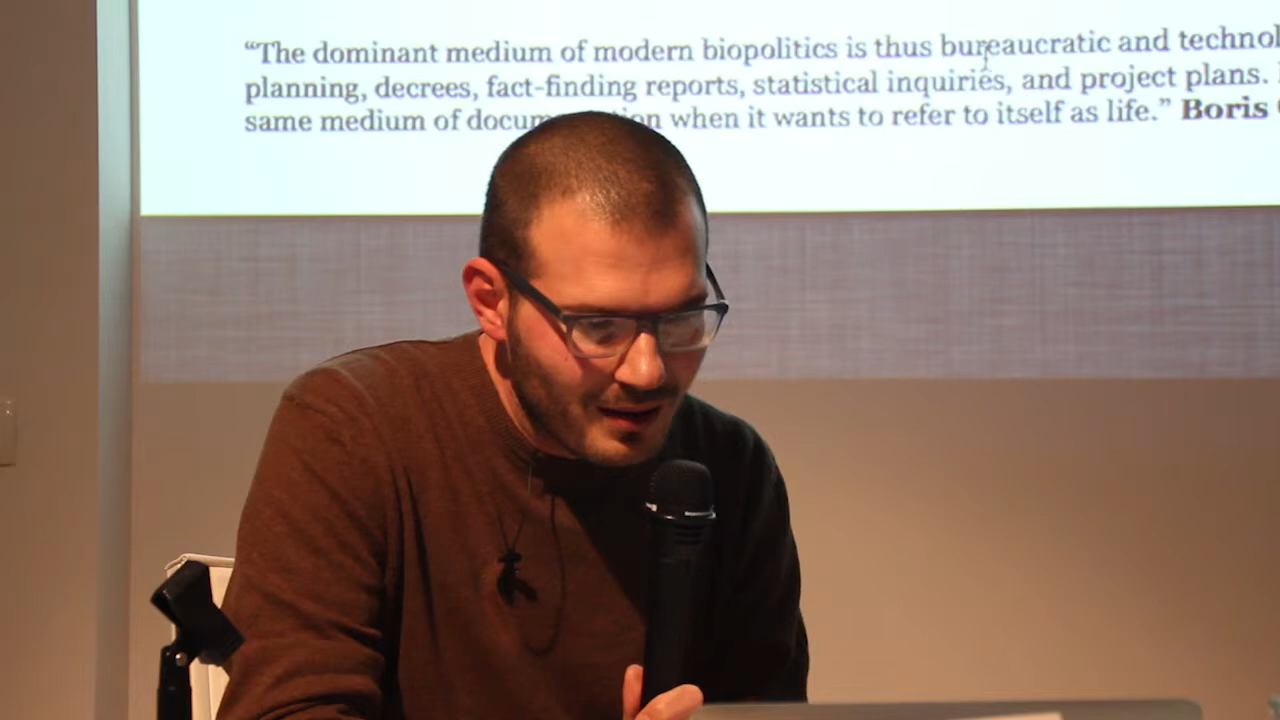 “The dominant medium of modern biopolitics is thus bureaucratic and technol
planning, decrees, fact-finding reports, statistical inquiries, and project plans.
same medium of when it wants to refer to itself as life.” Boris